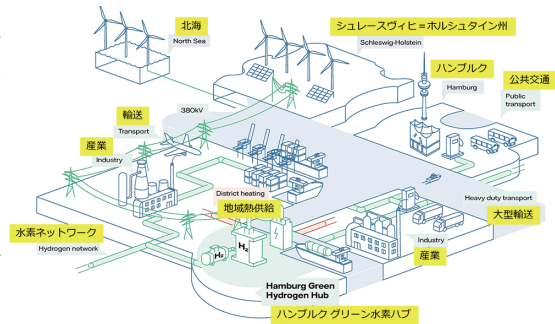 北海
North Sea
シュレースヴィヒ＝ホルシュタイン州
Schleswig-Holstein
ハンブルク
Hamburg
公共交通
Public
transport
380kV
輸送
Transport
産業
Industry
District heating
地域熱供給
Heavy duty transport
大型輸送
水素ネットワーク
Hydrogen network
H₂
H₂
Industry
産業
Hamburg Green
Hydrogen Hub
ハンブルク グリーン水素ハブ